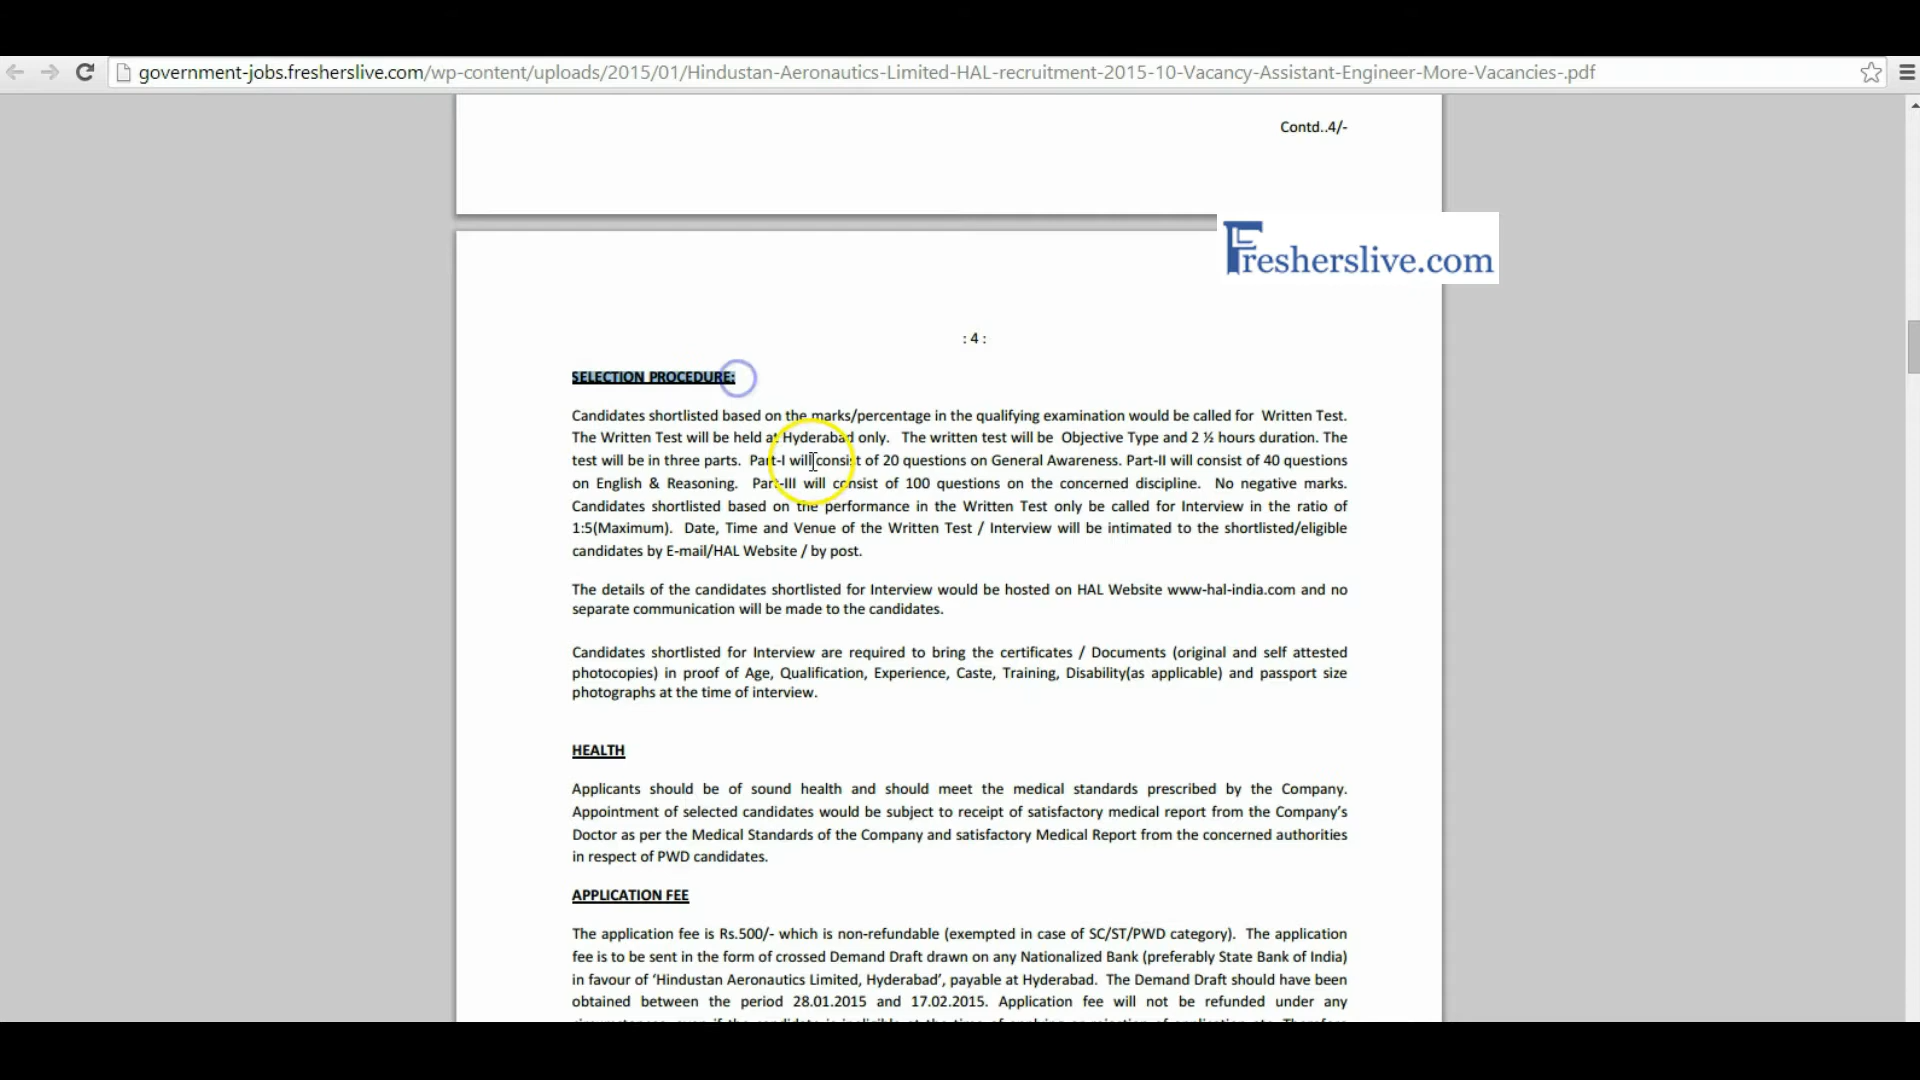 government-jobs.fresherslive.com/wp-content/uploads/2015/01/Hindustan-Aeronautics-Limited-HAL-recruitment-2015-10-Vacancy-Assistant-Engineer-More-Vacancies-.pdf
Contd..4/-
Fresherslive.com
: 4 :
SELECTION PROCEDURE:
Candidates shortlisted based on the marks/percentage in the qualifying examination would be called for Written Test.
The Written Test will be held at Hyderabad only. The written test will be Objective Type and 2 ½ hours duration. The
test will be in three parts. Part-I will consist of 20 questions on General Awareness. Part-II will consist of 40 questions
on English & Reasoning. Part-III will consist of 100 questions on the concerned discipline. No negative marks.
Candidates shortlisted based on the performance in the Written Test only be called for Interview in the ratio of
1:5(Maximum). Date, Time and Venue of the Written Test / Interview will be intimated to the shortlisted/eligible
candidates by E-mail/HAL Website / by post.
The details of the candidates shortlisted for Interview would be hosted on HAL Website www-hal-india.com and no
separate communication will be made to the candidates.
Candidates shortlisted for Interview are required to bring the certificates / Documents (original and self attested
photocopies) in proof of Age, Qualification, Experience, Caste, Training, Disability(as applicable) and passport size
photographs at the time of interview.
HEALTH
Applicants should be of sound health and should meet the medical standards prescribed by the Company.
Appointment of selected candidates would be subject to receipt of satisfactory medical report from the Company's
Doctor as per the Medical Standards of the Company and satisfactory Medical Report from the concerned authorities
in respect of PWD candidates.
APPLICATION FEE
The application fee is Rs.500/- which is non-refundable (exempted in case of SC/ST/PWD category). The application
fee is to be sent in the form of crossed Demand Draft drawn on any Nationalized Bank (preferably State Bank of India)
in favour of 'Hindustan Aeronautics Limited, Hyderabad', payable at Hyderabad. The Demand Draft should have been
obtained between the period 28.01.2015 and 17.02.2015. Application fee will not be refunded under any